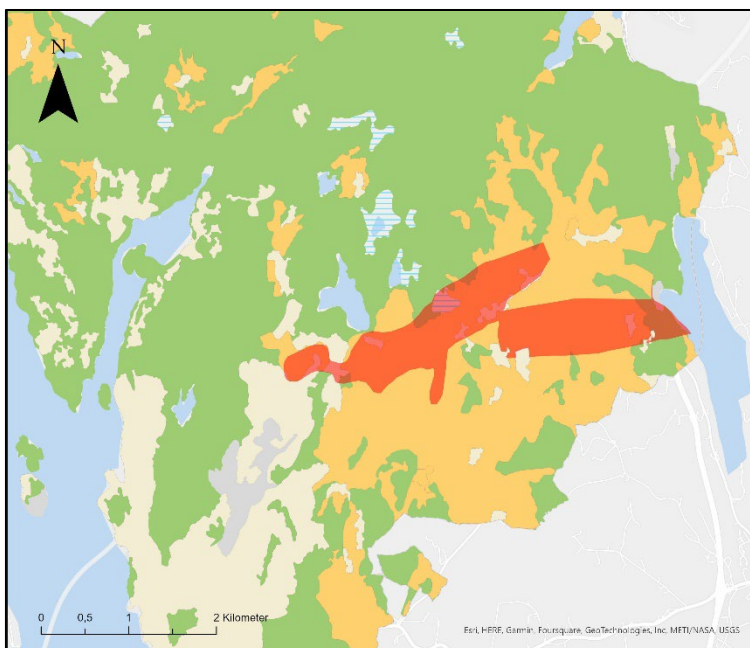 N
0 0,5 1 2 Kilometer
Esri, HERE, Garmin, Foursquare, GeoTechnologies, Inc, METI/NASA, USGS